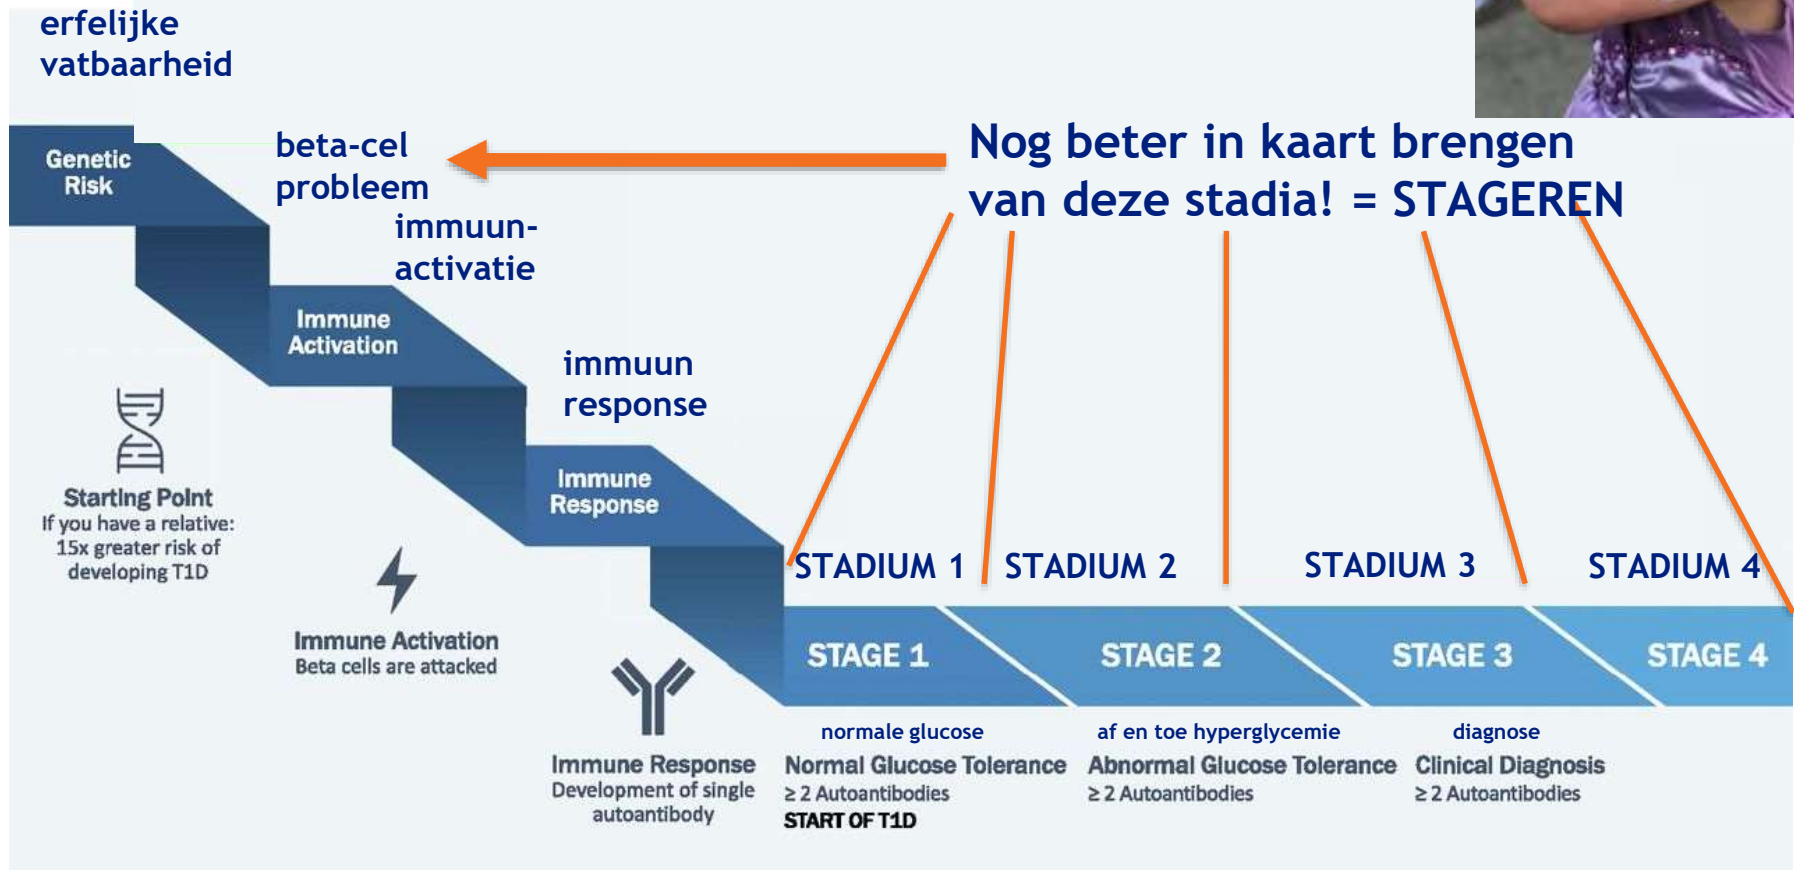 erfelijke
vatbaarheid
Genetic
Risk
beta-cel
probleem
immuun-
activatie
Nog beter in kaart brengen
van deze stadia! = STAGEREN
Immune
Activation
immuun
response
Immune
Response
Starting Point
If you have a relative:
15x greater risk of
developing T1D
Immune Activation
Beta cells are attacked
Immune Response
Development of single
autoantibody
STADIUM 1
STADIUM 2
STADIUM 3
STADIUM 4
STAGE 1
STAGE 2
STAGE 3
STAGE 4
normale glucose
Normal Glucose Tolerance
≥ 2 Autoantibodies
START OF T1D
af en toe hyperglycemie
Abnormal Glucose Tolerance
≥ 2 Autoantibodies
diagnose
Clinical Diagnosis
≥ 2 Autoantibodies